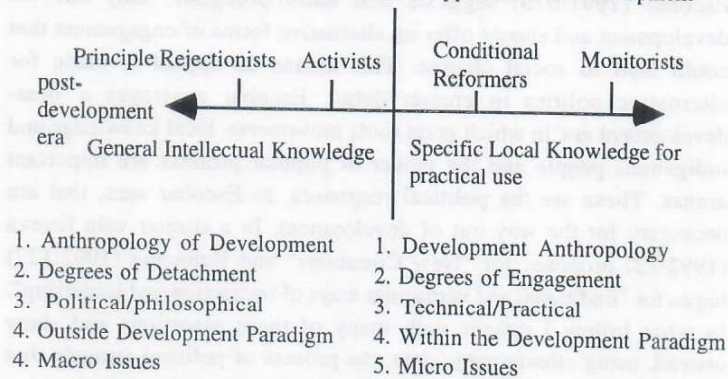 Principle Rejectionists Activists Conditional Reformers Monitorists
post-development era
General Intellectual Knowledge
Specific Local Knowledge for practical use
1. Anthropology of Development
2. Degrees of Detachment
3. Political/philosophical
4. Outside Development Paradigm
4. Macro Issues
1. Development Anthropology
2. Degrees of Engagement
3. Technical/Practical
4. Within the Development Paradigm
5. Micro Issues